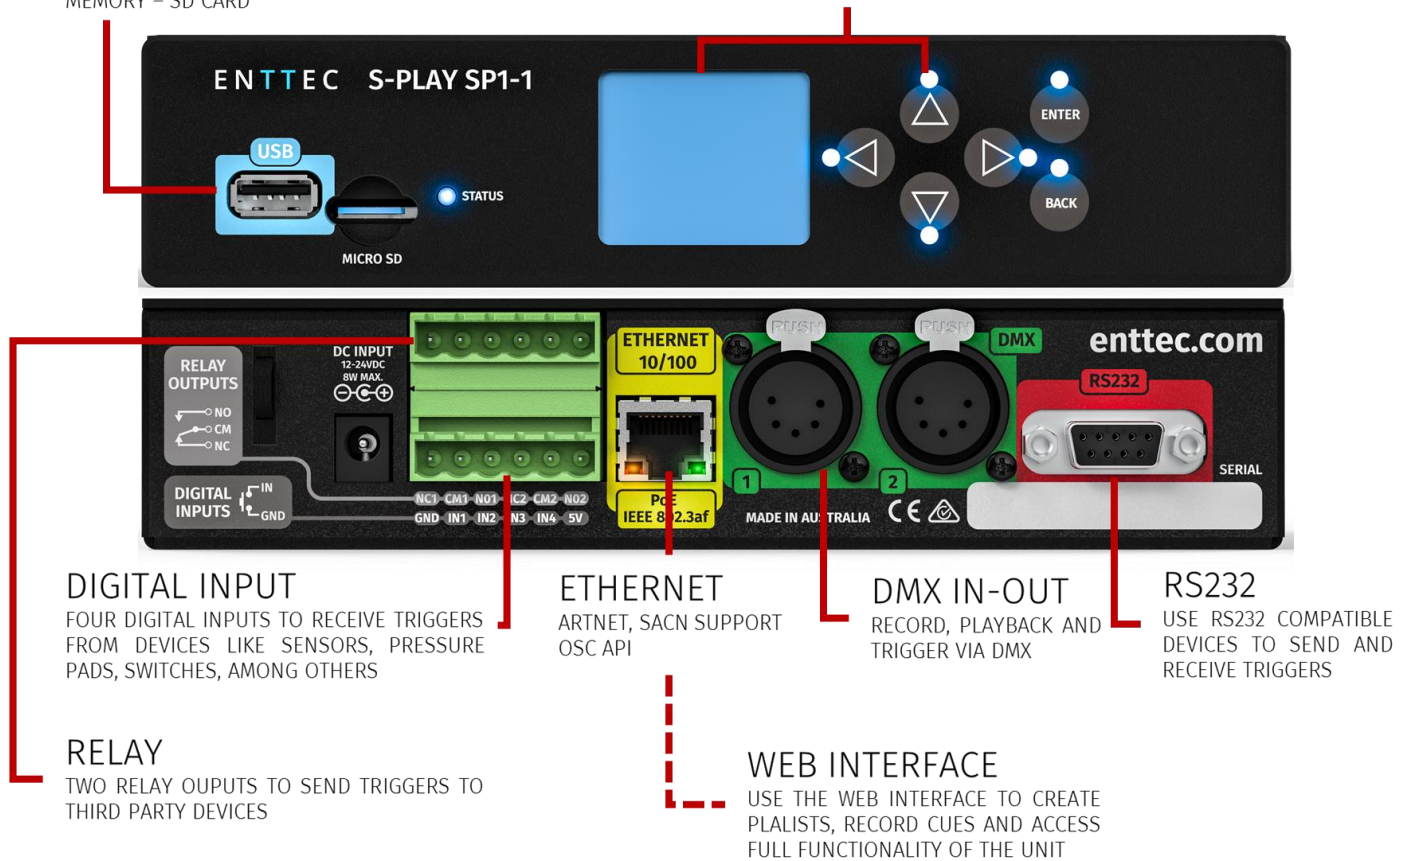 MEMORY – SD CARD
ENTTEC S-PLAY SP1-1
USB
STATUS
MICRO SD
ENTER
BACK
RELAY
OUTPUTS
NO
CM
NC
DIGITAL
INPUTS
IN
GND
DC INPUT
12-24VDC
8W MAX.
NC1 CM1 N01 NC2 CM2 N02
GND IN1 IN2 IN3 IN4 5V
ETHERNET
10/100
PoE
IEEE 802.3af
PUSH
PUSH
DMX
1
2
MADE IN AUSTRALIA
CE
enttec.com
RS232
SERIAL
DIGITAL INPUT
FOUR DIGITAL INPUTS TO RECEIVE TRIGGERS
FROM DEVICES LIKE SENSORS, PRESSURE
PADS, SWITCHES, AMONG OTHERS
ETHERNET
ARTNET, SACN SUPPORT
OSC API
DMX IN-OUT
RECORD, PLAYBACK AND
TRIGGER VIA DMX
RS232
USE RS232 COMPATIBLE
DEVICES TO SEND AND
RECEIVE TRIGGERS
RELAY
TWO RELAY OUPUTS TO SEND TRIGGERS TO
THIRD PARTY DEVICES
WEB INTERFACE
USE THE WEB INTERFACE TO CREATE
PLALISTS, RECORD CUES AND ACCESS
FULL FUNCTIONALITY OF THE UNIT